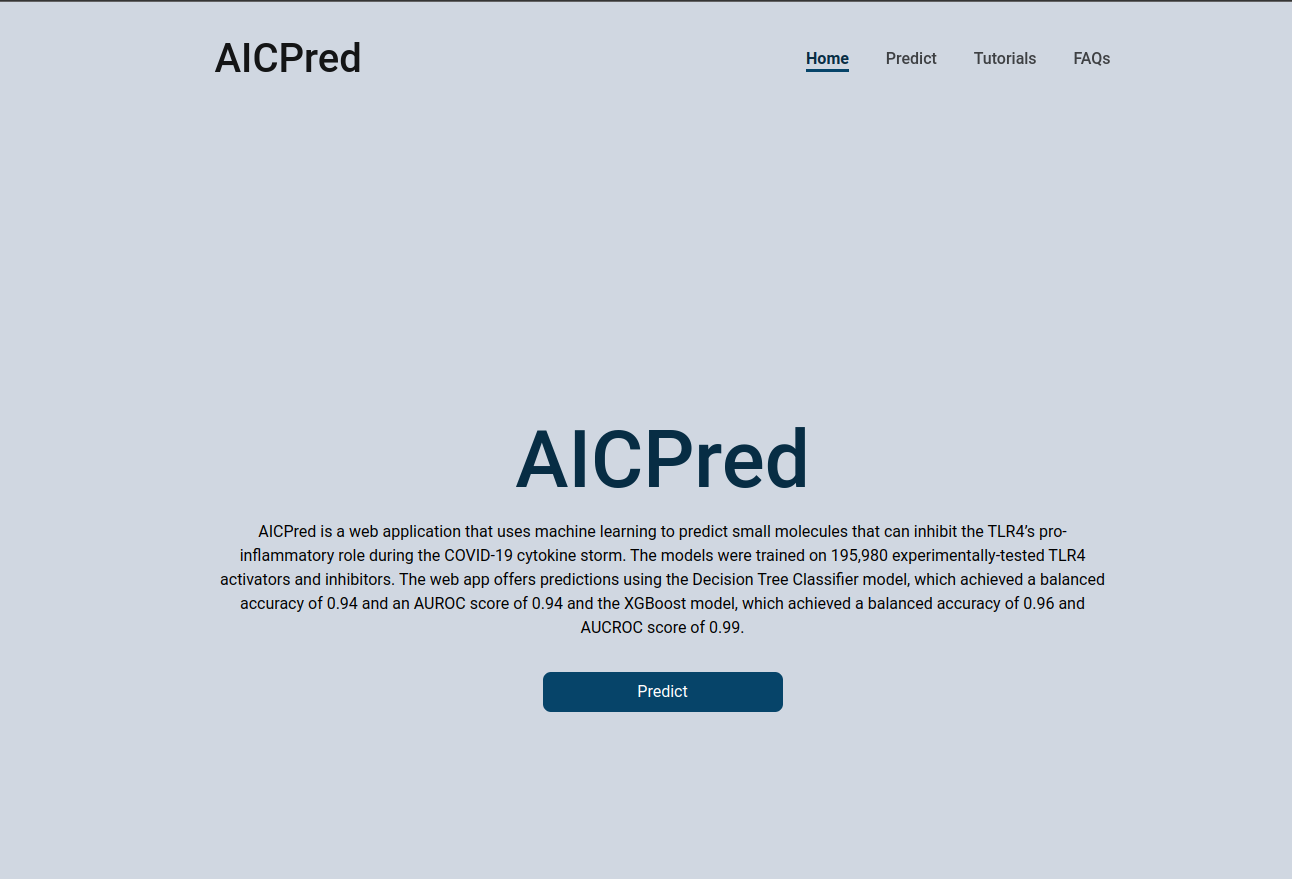 AICPred
Home Predict Tutorials FAQs
AICPred
AICPred is a web application that uses machine learning to predict small molecules that can inhibit the TLR4’s pro-
inflammatory role during the COVID-19 cytokine storm. The models were trained on 195,980 experimentally-tested TLR4
activators and inhibitors. The web app offers predictions using the Decision Tree Classifier model, which achieved a balanced
accuracy of 0.94 and an AUROC score of 0.94 and the XGBoost model, which achieved a balanced accuracy of 0.96 and
AUCROC score of 0.99.
Predict